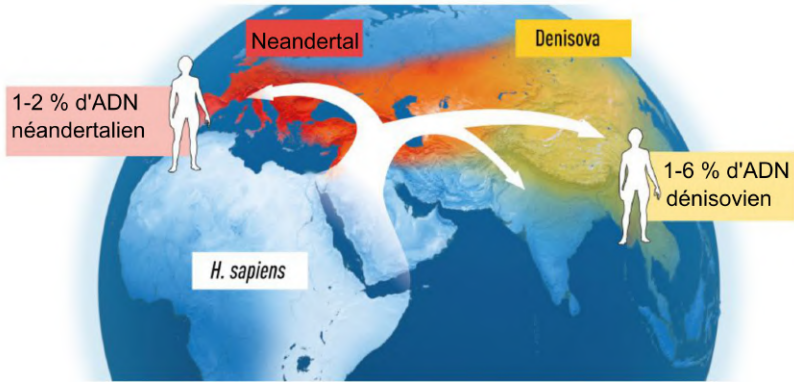 Neandertal
Denisova
1-2 % d'ADN
néandertalien
1-6 % d'ADN
dénisovien
H. sapiens